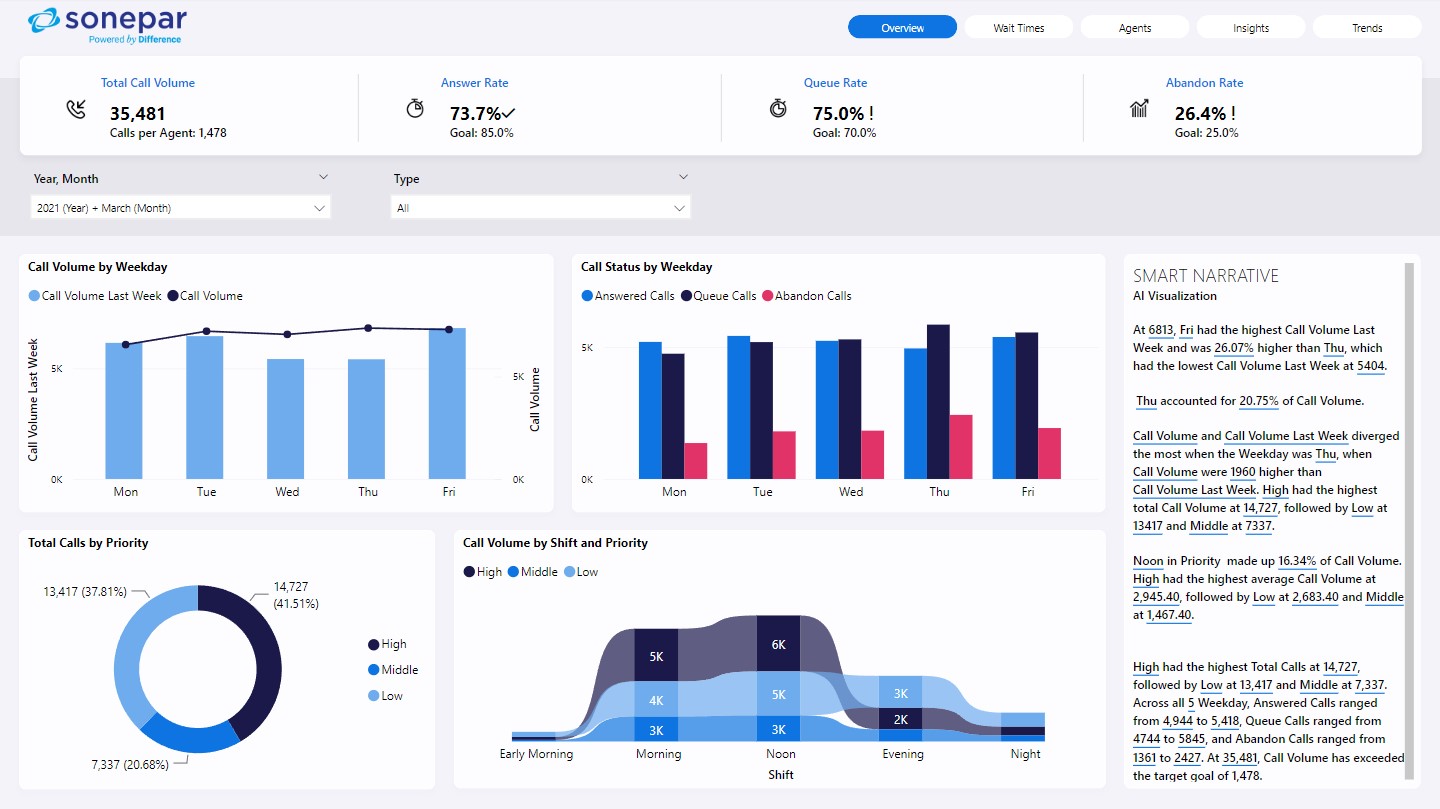 sonepar
Powered by Difference
Overview
Wait Times
Agents
Insights
Trends
Total Call Volume
35,481
Calls per Agent: 1,478
Answer Rate
73.7%✓
Goal: 85.0%
Queue Rate
75.0% !
Goal: 70.0%
Abandon Rate
26.4% !
Goal: 25.0%
Year, Month
2021 (Year) + March (Month)
Type
All
Call Volume by Weekday
Call Volume Last Week Call Volume
Call Volume Last Week
5K
0K
Mon Tue Wed Thu Fri
5K
0K
Call Volume
Call Status by Weekday
Answered Calls Queue Calls Abandon Calls
5K
0K
Mon Tue Wed Thu Fri
SMART NARRATIVE
AI Visualization
At 6813, Fri had the highest Call Volume Last
Week and was 26.07% higher than Thu, which
had the lowest Call Volume Last Week at 5404.
Thu accounted for 20.75% of Call Volume.
Call Volume and Call Volume Last Week diverged
the most when the Weekday was Thu, when
Call Volume were 1960 higher than
Call Volume Last Week. High had the highest
total Call Volume at 14,727, followed by Low at
13417 and Middle at 7337.
Noon in Priority made up 16.34% of Call Volume.
High had the highest average Call Volume at
2,945.40, followed by Low at 2,683.40 and Middle
at 1,467.40.
High had the highest Total Calls at 14,727,
followed by Low at 13,417 and Middle at 7,337.
Across all 5 Weekday, Answered Calls ranged
from 4,944 to 5,418, Queue Calls ranged from
4744 to 5845, and Abandon Calls ranged from
1361 to 2427. At 35,481, Call Volume has exceeded
the target goal of 1,478.
Total Calls by Priority
13,417 (37.81%)
14,727
(41.51%)
7,337 (20.68%)
High
Middle
Low
Call Volume by Shift and Priority
High Middle Low
5K
4K
3K
6K
5K
3K
3K
2K
Early Morning Morning Noon Evening Night
Shift